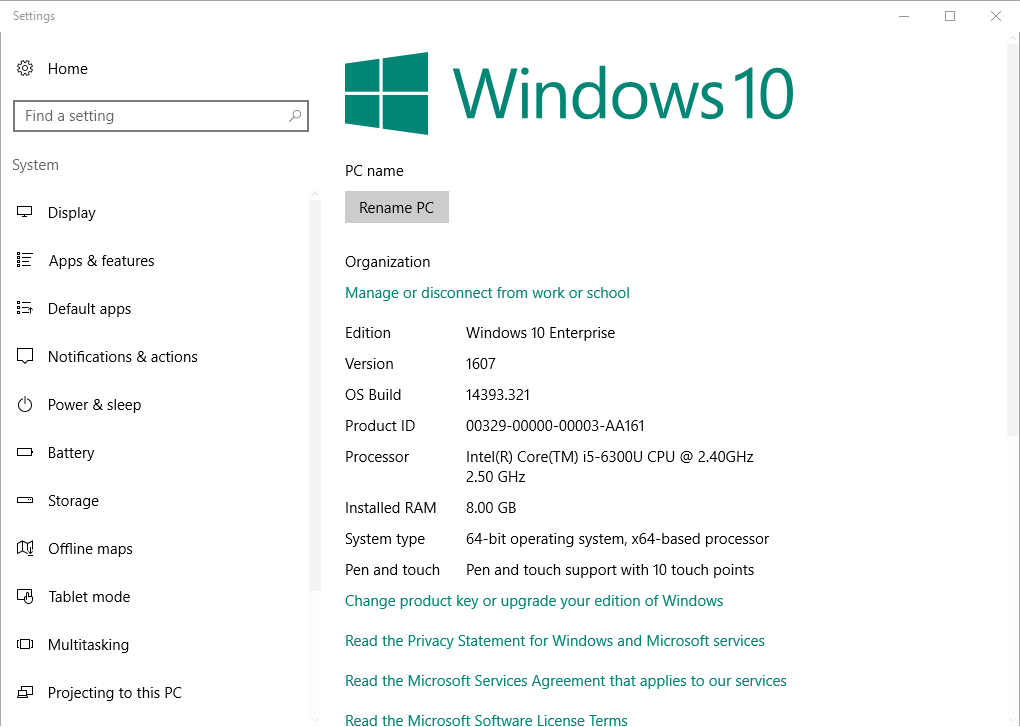 Settings
Home
Find a setting
System
Display
Apps & features
Default apps
Notifications & actions
Power & sleep
Battery
Storage
Offline maps
Tablet mode
Multitasking
Projecting to this PC
Windows 10
PC name
Rename PC
Organization
Manage or disconnect from work or school
Edition Windows 10 Enterprise
Version 1607
OS Build 14393.321
Product ID 00329-00000-00003-AA161
Processor Intel(R) Core(TM) i5-6300U CPU @ 2.40GHz
2.50 GHz
Installed RAM 8.00 GB
System type 64-bit operating system, x64-based processor
Pen and touch Pen and touch support with 10 touch points
Change product key or upgrade your edition of Windows
Read the Privacy Statement for Windows and Microsoft services
Read the Microsoft Services Agreement that applies to our services
Read the Microsoft Software License Terms